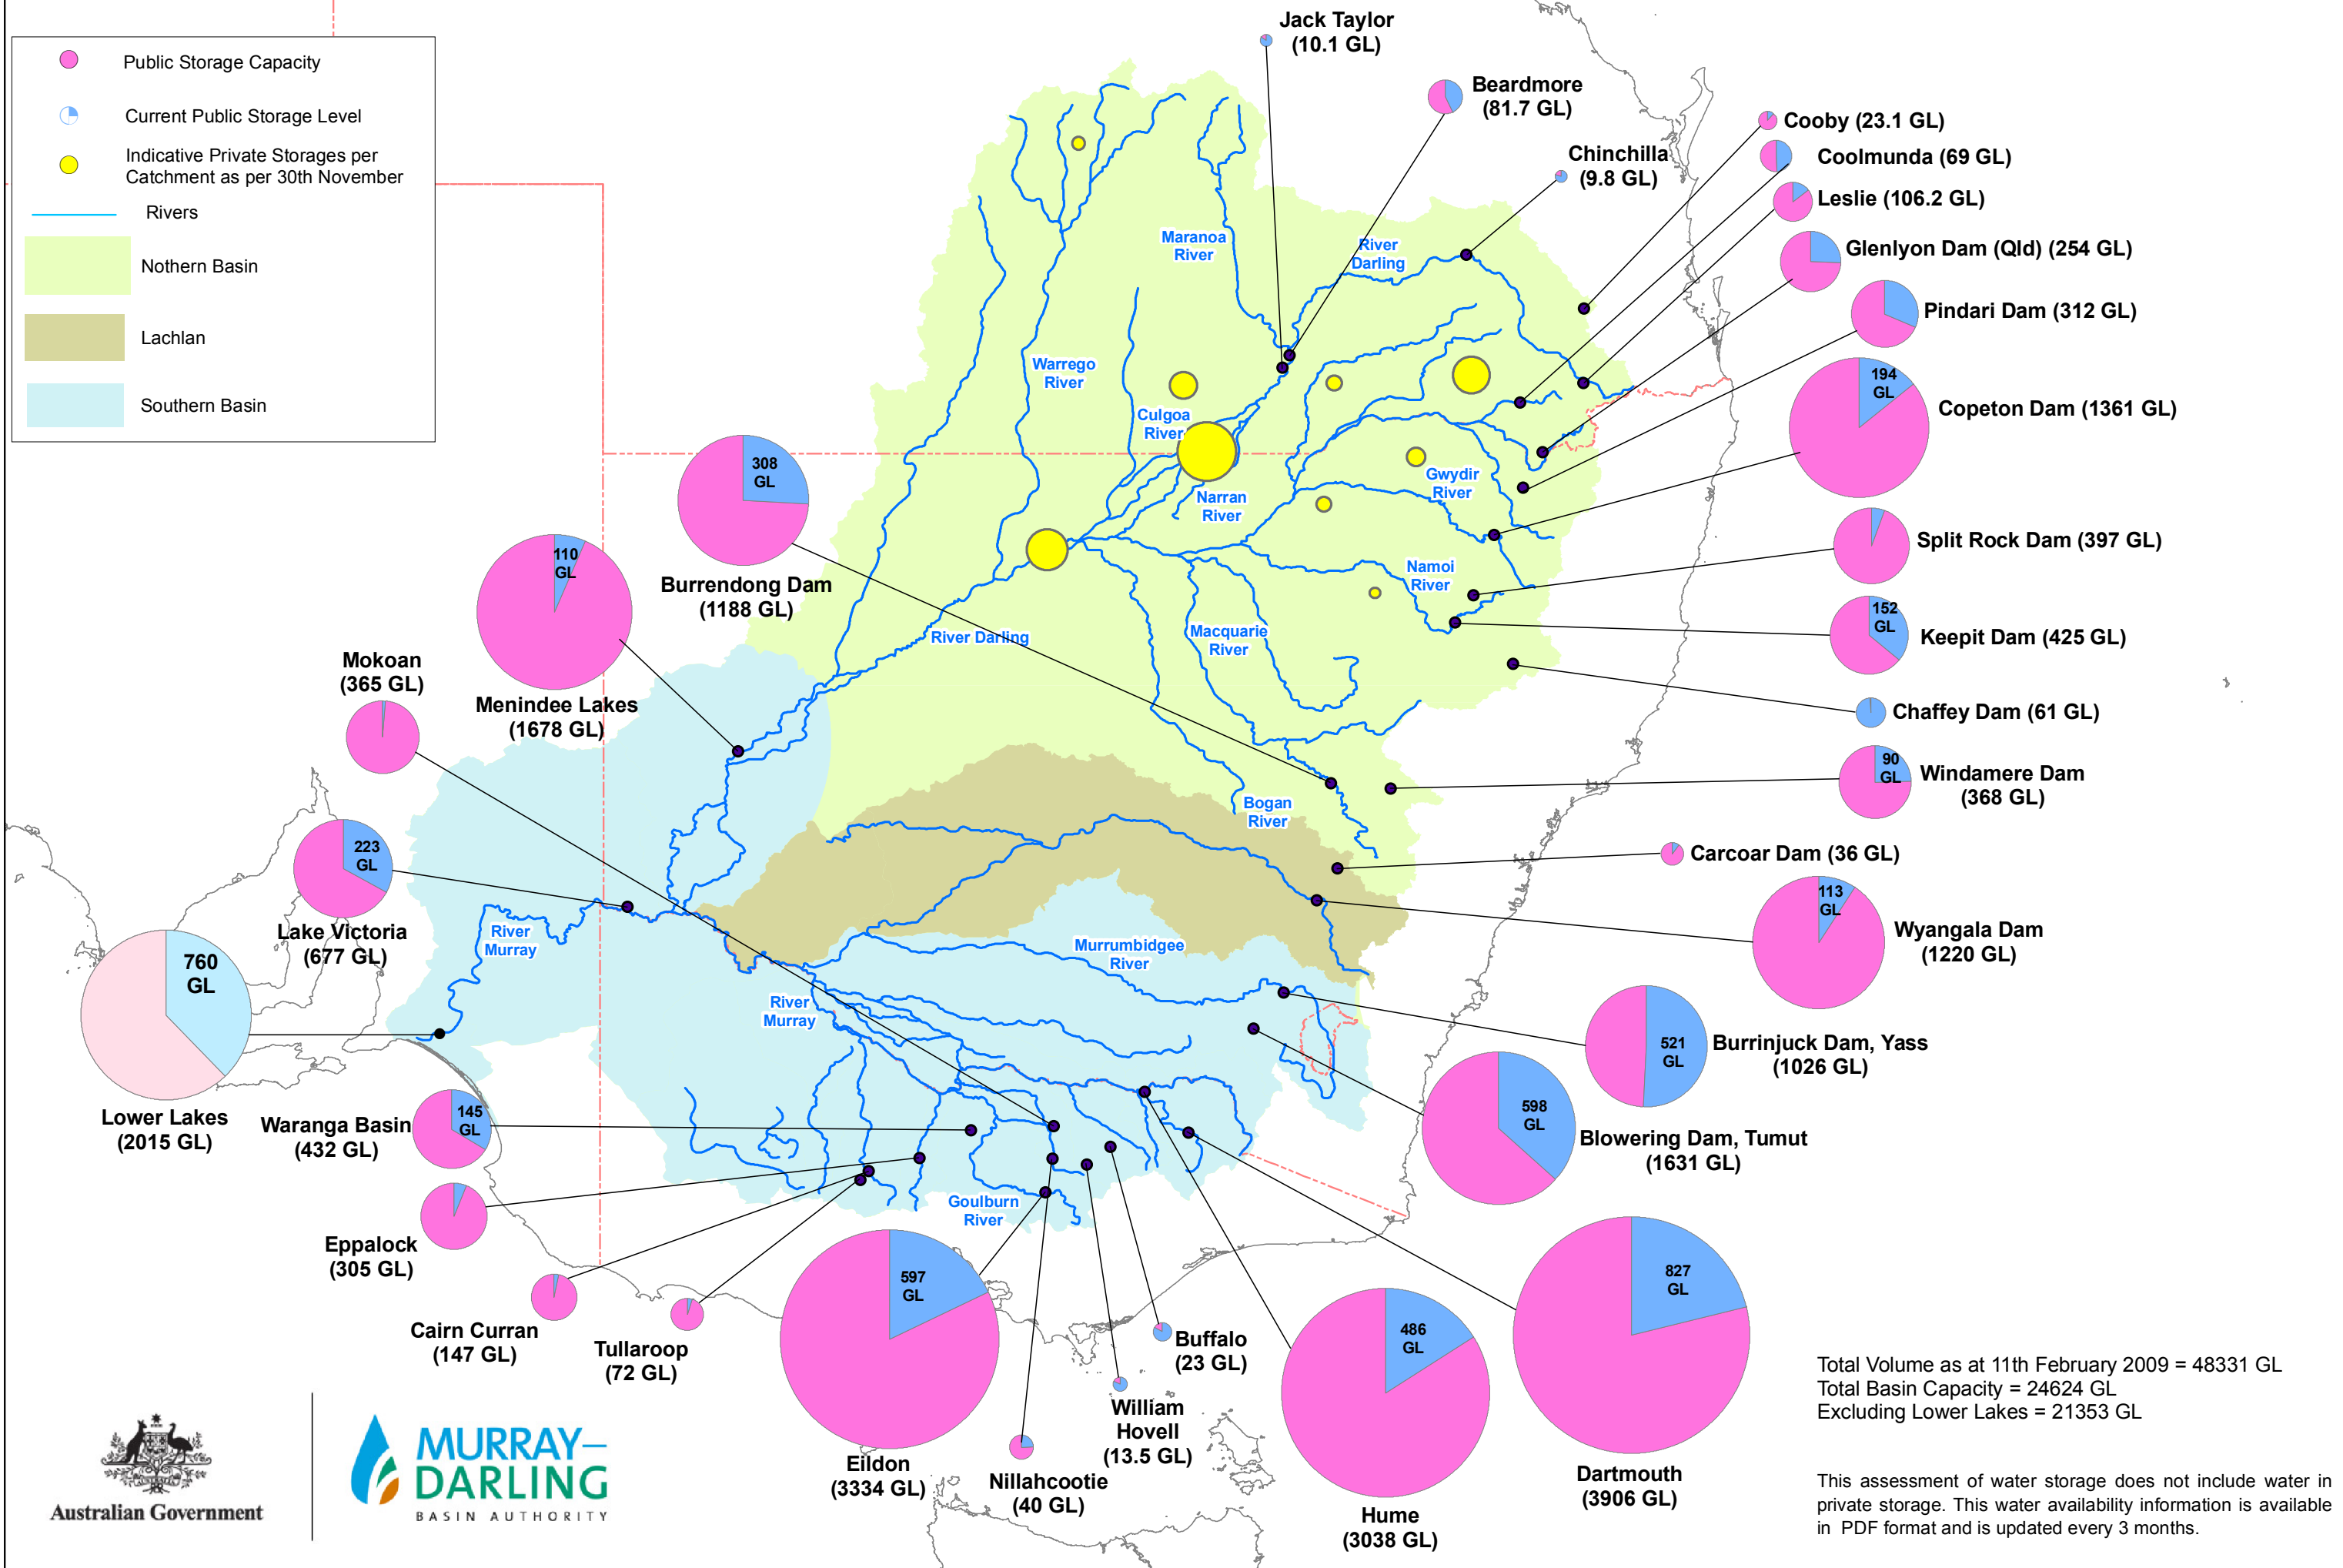 Public Storage Capacity
Current Public Storage Level
Indicative Private Storages per
Catchment as per 30th November
Rivers
Nothern Basin
Lachlan
Southern Basin
Jack Taylor
(10.1 GL)
Beardmore
(81.7 GL)
Chinchilla
(9.8 GL)
Cooby (23.1 GL)
Coolmunda (69 GL)
Leslie (106.2 GL)
Glenlyon Dam (Qld) (254 GL)
Pindari Dam (312 GL)
194
GL
Copeton Dam (1361 GL)
Split Rock Dam (397 GL)
152
GL
Keepit Dam (425 GL)
Chaffey Dam (61 GL)
90
GL
Windamere Dam
(368 GL)
Carcoar Dam (36 GL)
113
GL
Wyangala Dam
(1220 GL)
521
GL
Burrinjuck Dam, Yass
(1026 GL)
598
GL
Blowering Dam, Tumut
(1631 GL)
827
GL
Dartmouth
(3906 GL)
486
GL
Hume
(3038 GL)
Buffalo
(23 GL)
William
Hovell
(13.5 GL)
Nillahcootie
(40 GL)
597
GL
Eildon
(3334 GL)
Tullaroop
(72 GL)
Cairn Curran
(147 GL)
Eppalock
(305 GL)
145
GL
Waranga Basin
(432 GL)
760
GL
Lower Lakes
(2015 GL)
223
GL
Lake Victoria
(677 GL)
Mokoan
(365 GL)
110
GL
Menindee Lakes
(1678 GL)
308
GL
Burrendong Dam
(1188 GL)
Maranoa
River
River
Darling
Warrego
River
Culgoa
River
Narran
River
Gwydir
River
Namoi
River
Macquarie
River
River Darling
Bogan
River
Murrumbidgee
River
River
Murray
River
Murray
Goulburn
River
Australian Government
MURRAY–
DARLING
BASIN AUTHORITY
Total Volume as at 11th February 2009 = 48331 GL
Total Basin Capacity = 24624 GL
Excluding Lower Lakes = 21353 GL
This assessment of water storage does not include water in
private storage. This water availability information is available
in PDF format and is updated every 3 months.